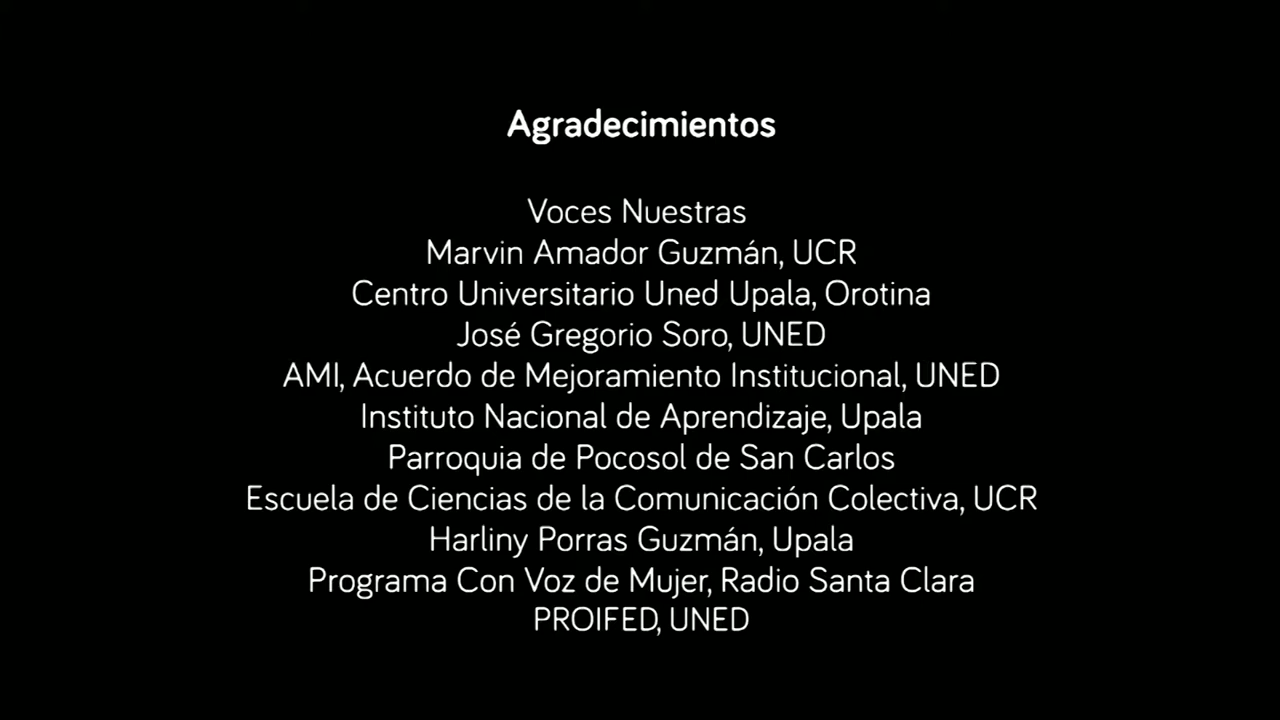 Agradecimientos
Voces Nuestras
Marvin Amador Guzmán, UCR
Centro Universitario Uned Upala, Orotina
José Gregorio Soro, UNED
AMI, Acuerdo de Mejoramiento Institucional, UNED
Instituto Nacional de Aprendizaje, Upala
Parroquia de Pocosol de San Carlos
Escuela de Ciencias de la Comunicación Colectiva, UCR
Harliny Porras Guzmán, Upala
Programa Con Voz de Mujer, Radio Santa Clara
PROIFED, UNED